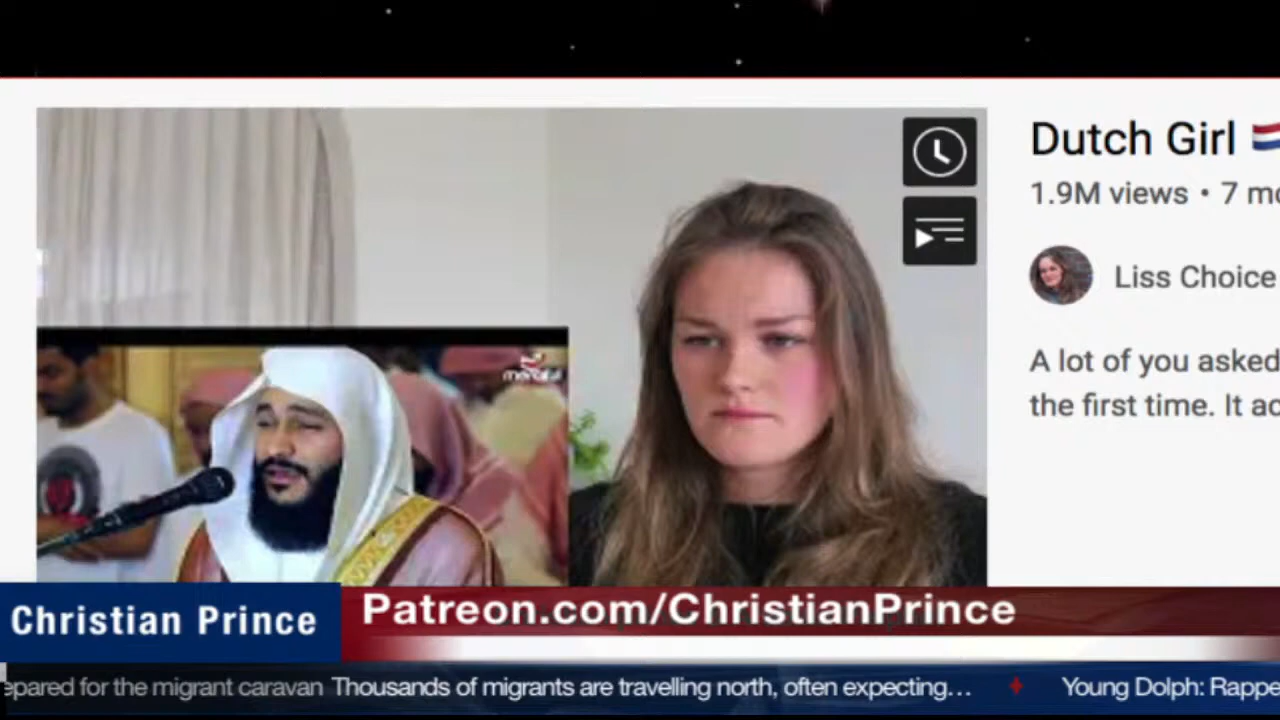 Dutch Girl
1.9M views • 7 mo
Liss Choice
A lot of you asked
the first time. It ac
Christian Prince
Patreon.com/ChristianPrince
epared for the migrant caravan Thousands of migrants are travelling north, often expecting… Young Dolph: Rappe